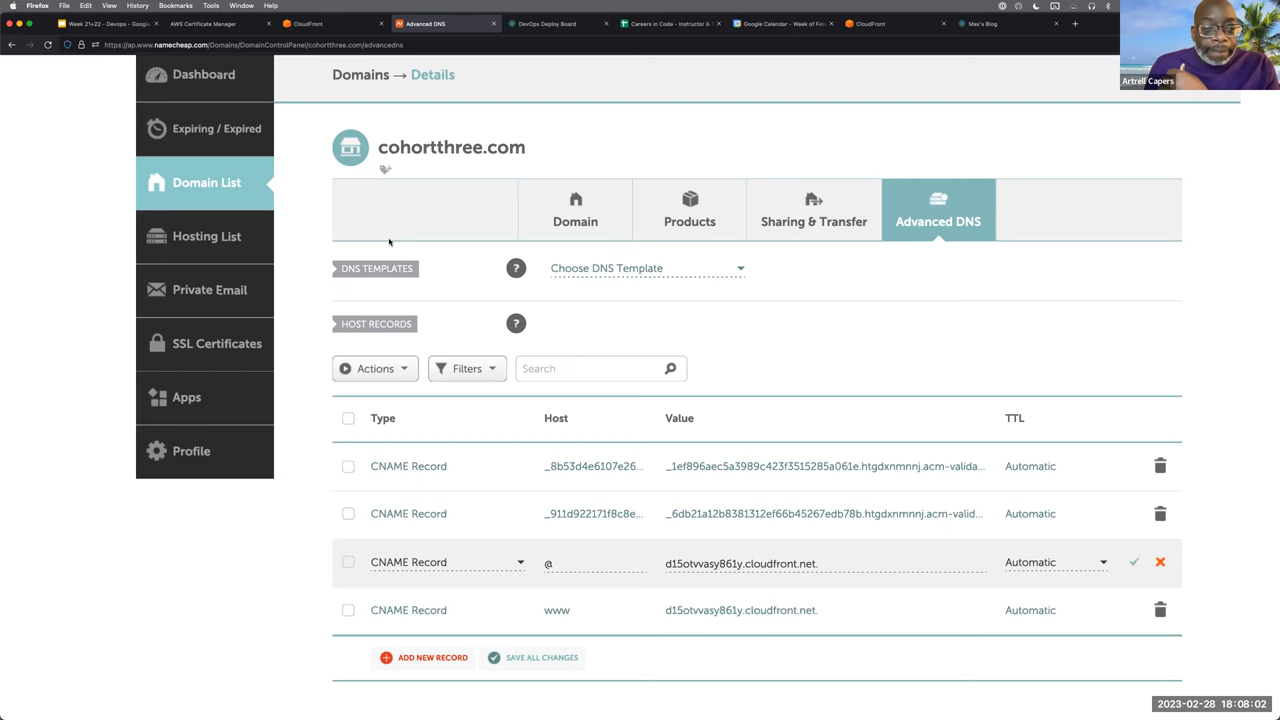 Firefox File Edit View History Bookmarks Tools Window Help
Week 21+22 - Devops - Google
AWS Certificate Manager
CloudFront
Advanced DNS
DevOps Deploy Board
Careers in Code - Instructor &
Google Calendar - Week of Feb
CloudFront
Max's Blog
https://ap.www.namecheap.com/Domains/DomainControlPanel/cohortthree.com/advancedns
Artrell Capers
Dashboard
Expiring / Expired
Domain List
Hosting List
Private Email
SSL Certificates
Apps
Profile
Domains → Details
cohortthree.com
Domain
Products
Sharing & Transfer
Advanced DNS
DNS TEMPLATES
?
Choose DNS Template
HOST RECORDS
?
Actions
Filters
Search
Type Host Value TTL
CNAME Record _8b53d4e6107e26... _1ef896aec5a3989c423f3515285a061e.htgdxnmnnj.acm-valida... Automatic
CNAME Record _911d922171f8c8e... _6db21a12b8381312ef66b45267edb78b.htgdxnmnnj.acm-valid... Automatic
CNAME Record @ d15otvvasy861y.cloudfront.net. Automatic
CNAME Record www d15otvvasy861y.cloudfront.net. Automatic
ADD NEW RECORD
SAVE ALL CHANGES
2023-02-28 18:08:02